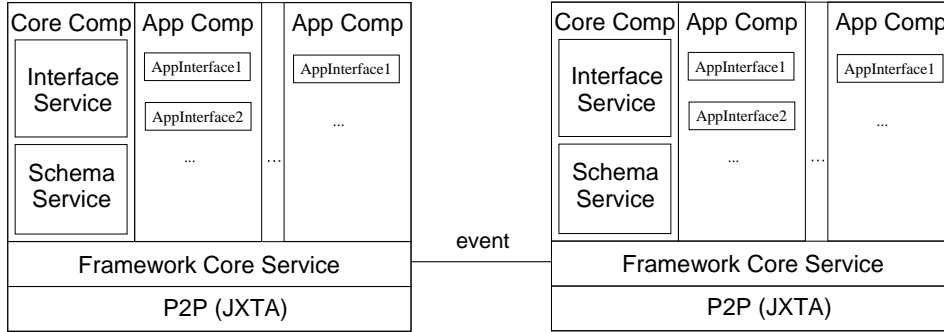 Core Comp
App Comp
App Comp
Interface
Service
AppInterface1
AppInterface2
...
AppInterface1
...
Schema
Service
...
Framework Core Service
P2P (JXTA)
event
Core Comp
App Comp
App Comp
Interface
Service
AppInterface1
AppInterface2
...
AppInterface1
...
Schema
Service
...
Framework Core Service
P2P (JXTA)